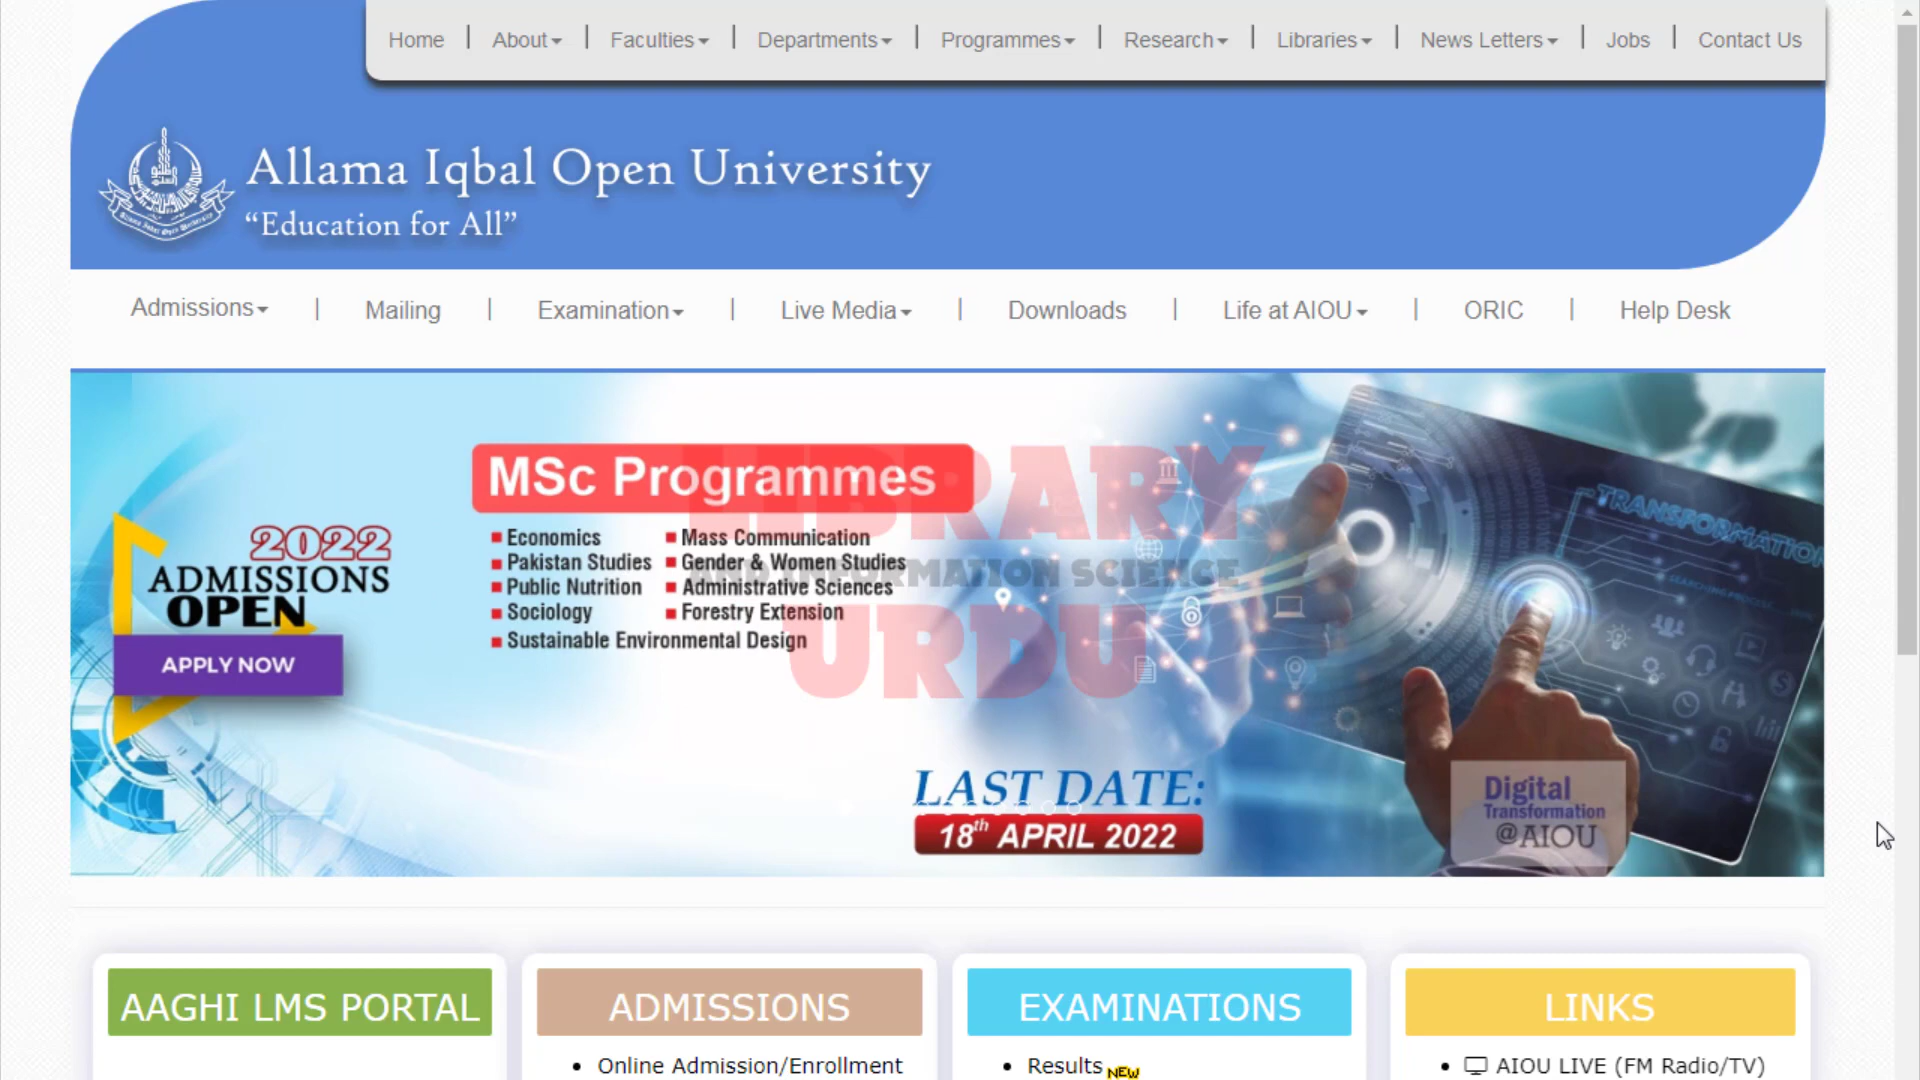 Home | About | Faculties | Departments | Programmes | Research | Libraries | News Letters | Jobs | Contact Us
Allama Iqbal Open University
“Education for All”
Admissions | Mailing | Examination | Live Media | Downloads | Life at AIOU | ORIC | Help Desk
2022
ADMISSIONS
OPEN
APPLY NOW
MSc Programmes
Economics
Pakistan Studies
Public Nutrition
Sociology
Sustainable Environmental Design
Mass Communication
Gender & Women Studies
Administrative Sciences
Forestry Extension
LIBRARY
AND INFORMATION SCIENCE
URDU
TRANSFORMATION
LAST DATE:
18th APRIL 2022
Digital
Transformation
@AIOU
AAGHI LMS PORTAL
ADMISSIONS
Online Admission/Enrollment
EXAMINATIONS
Results NEW
LINKS
AIOU LIVE (FM Radio/TV)